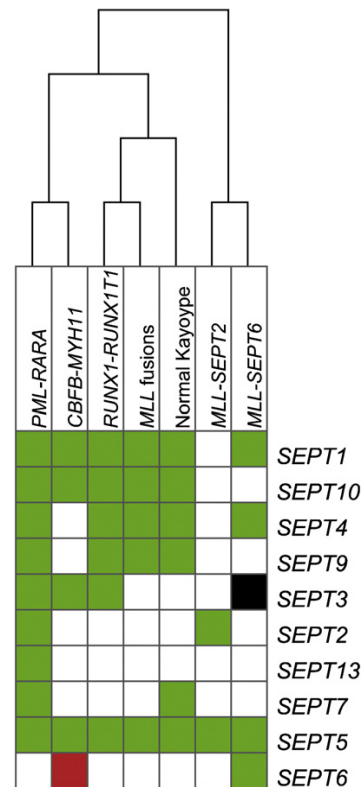 PML-RARA
CBFB-MYH11
RUNX1-RUNX1T1
MLL fusions
Normal Kayoype
MLL-SEPT2
MLL-SEPT6
SEPT1
SEPT10
SEPT4
SEPT9
SEPT3
SEPT2
SEPT13
SEPT7
SEPT5
SEPT6